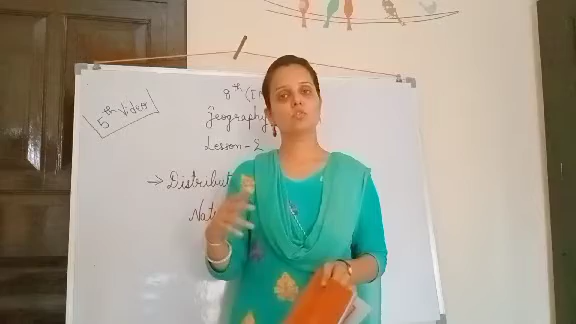 5th Video
8th (I
Geography
Lesson - 2
→ Distribut
Nat